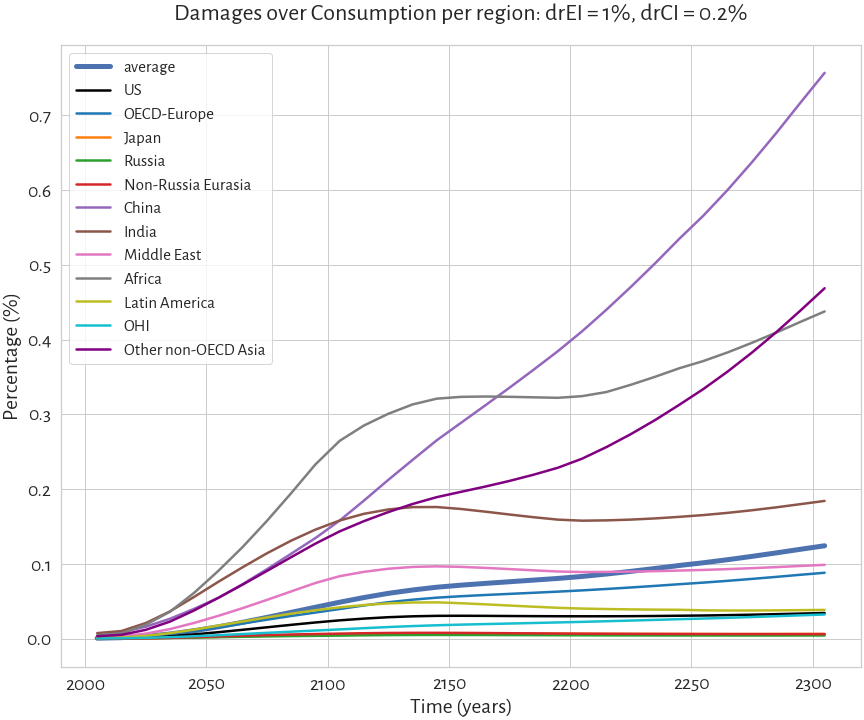 Damages over Consumption per region: drEI = 1%, drCI = 0.2%
average
US
OECD-Europe
Japan
Russia
Non-Russia Eurasia
China
India
Middle East
Africa
Latin America
OHI
Other non-OECD Asia
Percentage (%)
0.7
0.6
0.5
0.4
0.3
0.2
0.1
0.0
2000 2050 2100 2150 2200 2250 2300
Time (years)